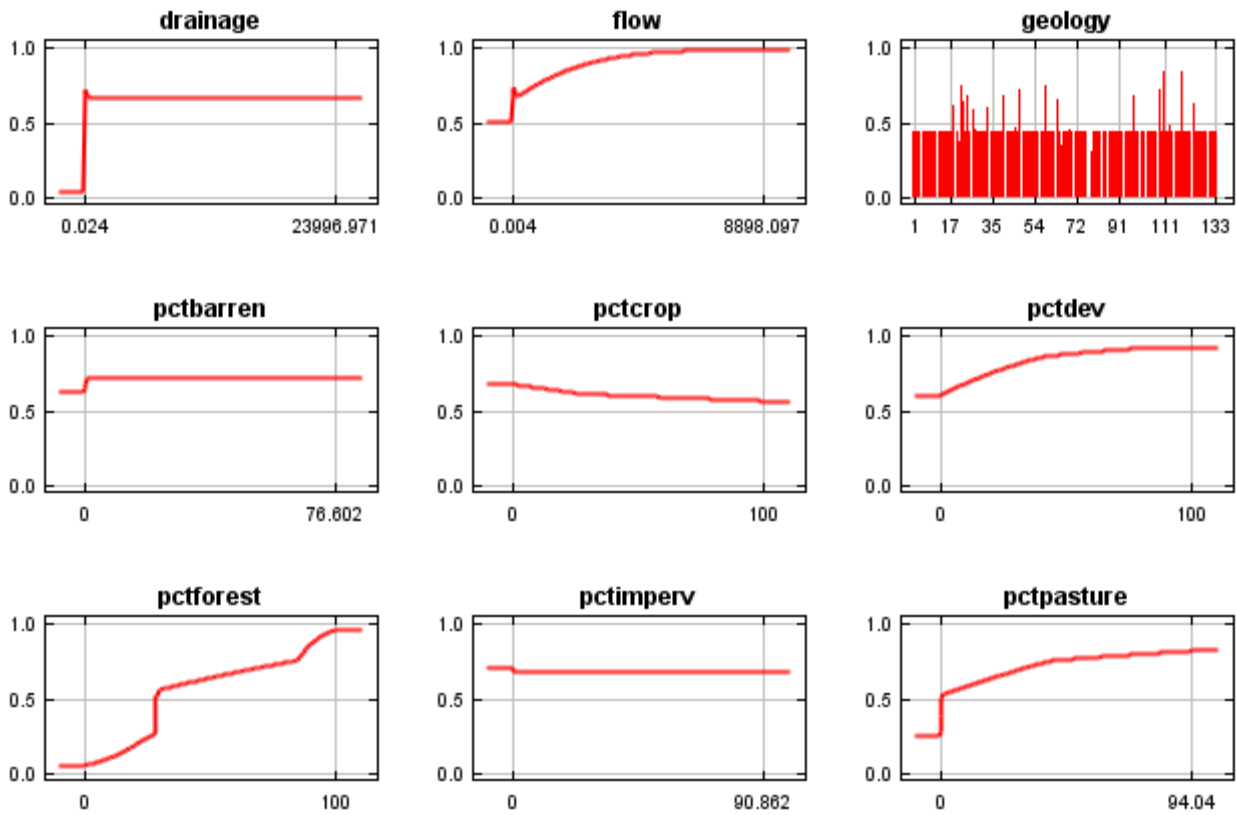 drainage flow geology
1.0 1.0 1.0
0.5 0.5 0.5
0.0 0.0 0.0
0.024 23996.971 0.004 8898.097 1 17 35 54 72 91 111 133
pctbarren pctcrop pctdev
1.0 1.0 1.0
0.5 0.5 0.5
0.0 0.0 0.0
0 76.602 0 100 0 100
pctforest pctimperv pctpasture
1.0 1.0 1.0
0.5 0.5 0.5
0.0 0.0 0.0
0 100 0 90.862 0 94.04